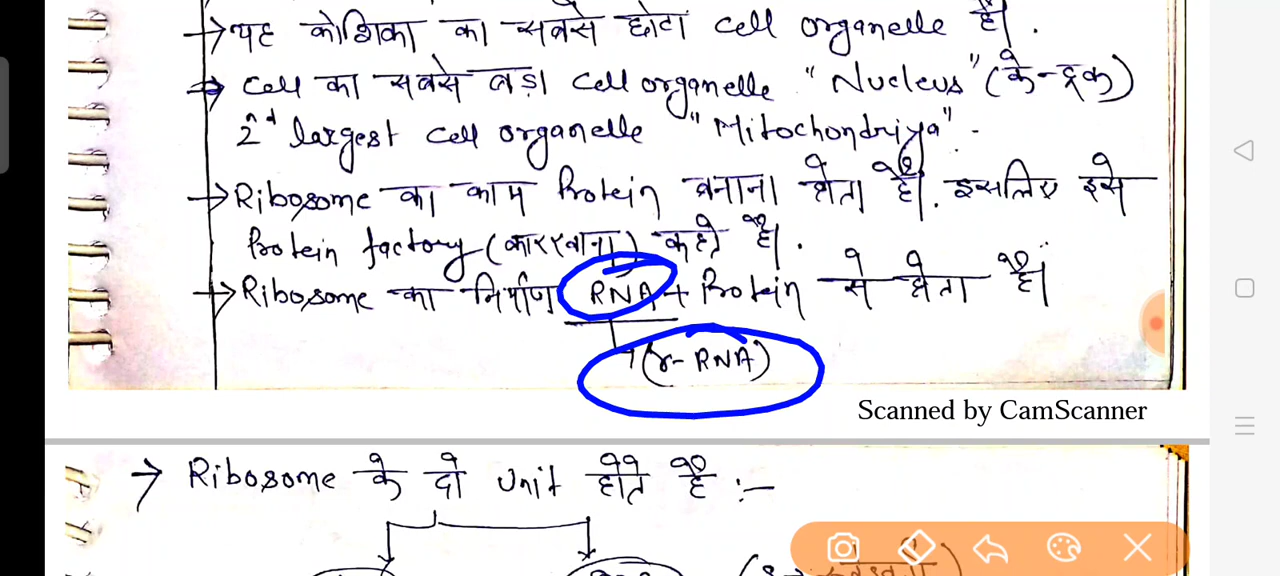 → यह कोशिका का सबसे छोटा cell organelle है।.
→ Cell का सबसे बड़ा cell organelle "Nucleus" (केन्द्रक)
2nd largest cell organelle "Mitochondriya".
→ Ribosome का काम Protein बनाना होता है। इसलिए इसे
Protein factory (कारखाना) कहते है।.
→ Ribosome का निर्माण RNA + Protein से होता है।
(r-RNA)
Scanned by CamScanner
→ Ribosome के दो unit होते है :-